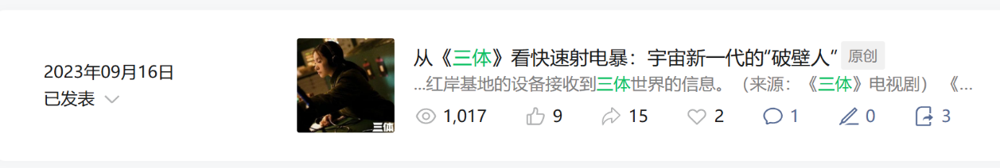 2023年09月16日
已发表
三体
从《三体》看快速射电暴：宇宙新一代的“破壁人”
原创
...红岸基地的设备接收到三体世界的信息。（来源：《三体》电视剧） 《...
1,017 9 15 2 1 0 3